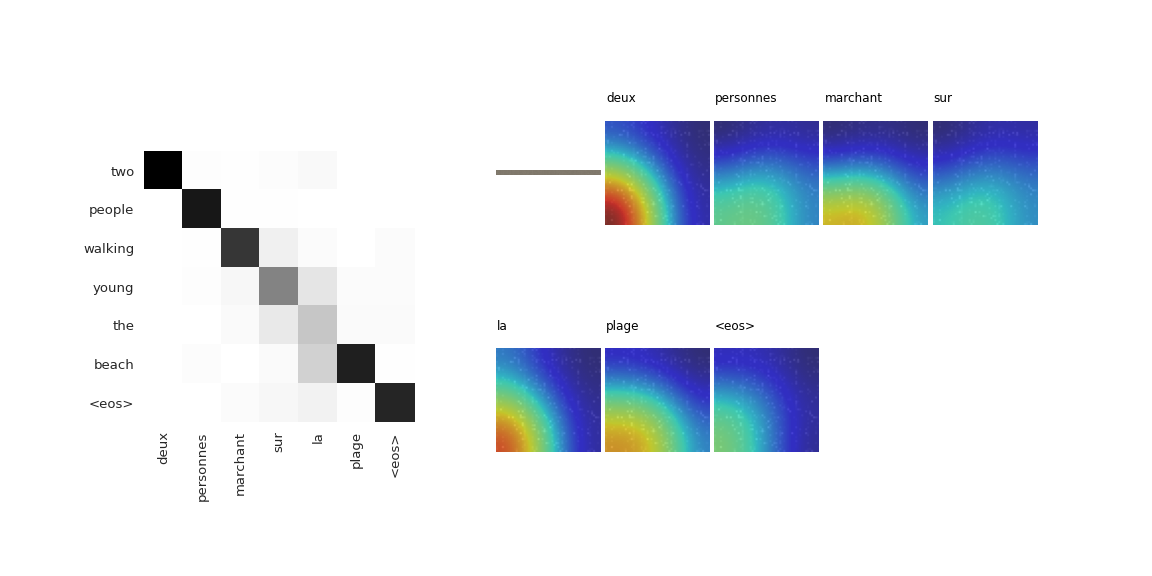 two
people
walking
young
the
beach
<eos>
deux
personnes
marchant
sur
la
plage
<eos>
deux personnes marchant sur
la plage <eos>